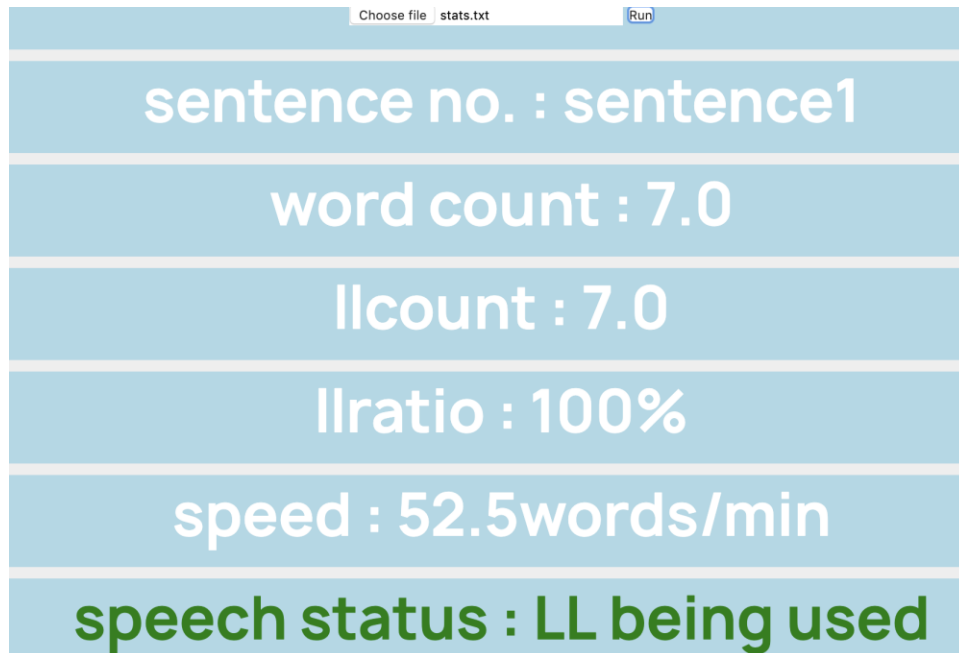 Choose file stats.txt Run
sentence no. : sentence1
word count : 7.0
llcount : 7.0
llratio : 100%
speed : 52.5words/min
speech status : LL being used